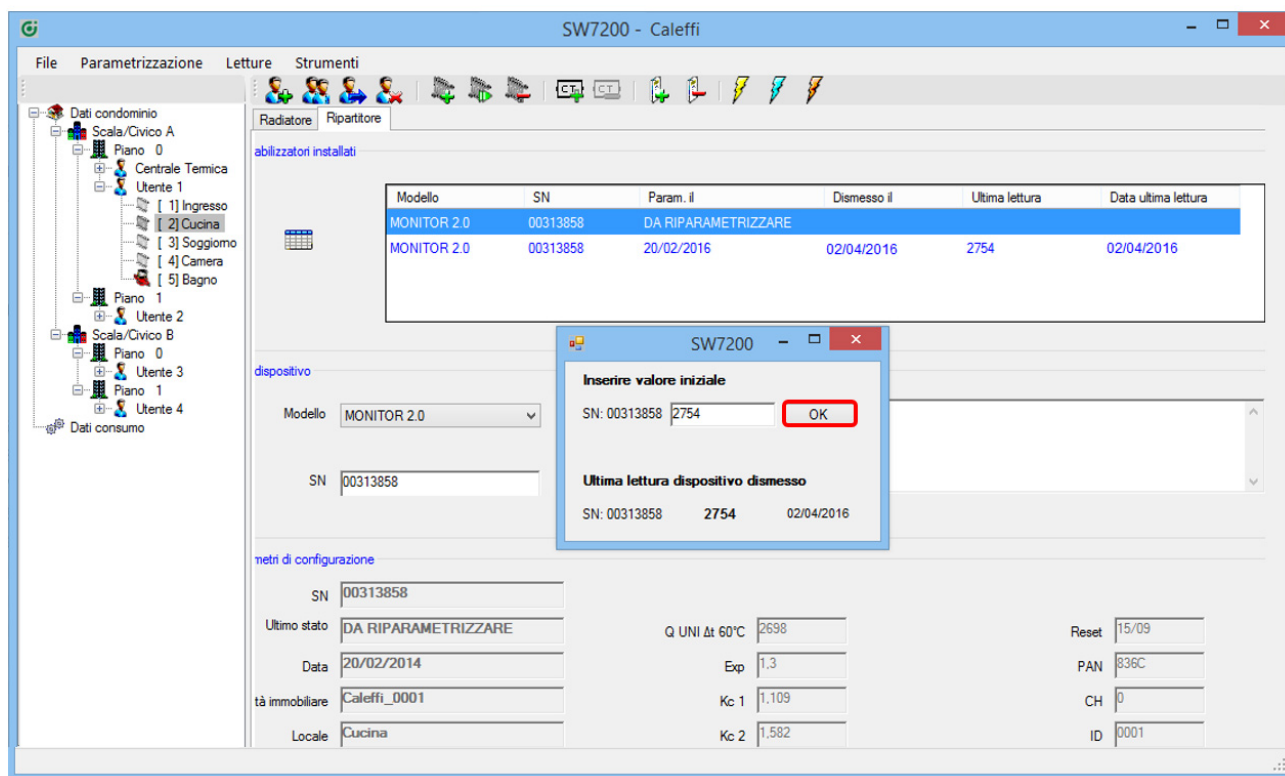 SW7200 - Caleffi
File Parametrizzazione Letture Strumenti
CT CT
Dati condominio
Scala/Civico A
Piano 0
Centrale Termica
Utente 1
[ 1] Ingresso
[ 2] Cucina
[ 3] Soggiorno
[ 4] Camera
[ 5] Bagno
Piano 1
Utente 2
Scala/Civico B
Piano 0
Utente 3
Piano 1
Utente 4
Dati consumo
Radiatore Ripartitore
abilizzatori installati
Modello SN Param. il Dismesso il Ultima lettura Data ultima lettura
MONITOR 2.0 00313858 DA RIPARAMETRIZZARE
MONITOR 2.0 00313858 20/02/2016 02/04/2016 2754 02/04/2016
dispositivo
Modello MONITOR 2.0
SN 00313858
SW7200
Inserire valore iniziale
SN: 00313858 2754 OK
Ultima lettura dispositivo dismesso
SN: 00313858 2754 02/04/2016
metri di configurazione
SN 00313858
Ultimo stato DA RIPARAMETRIZZARE Q UNI Δt 60°C 2698 Reset 15/09
Data 20/02/2014 Exp 1,3 PAN 836C
tà immobiliare Caleffi_0001 Kc 1 1,109 CH 0
Locale Cucina Kc 2 1,582 ID 0001